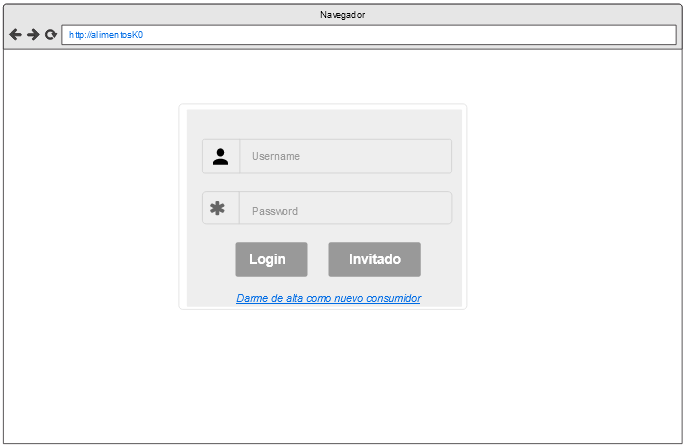 Navegador
http://alimentosK0
Username
Password
Login Invitado
Darme de alta como nuevo consumidor